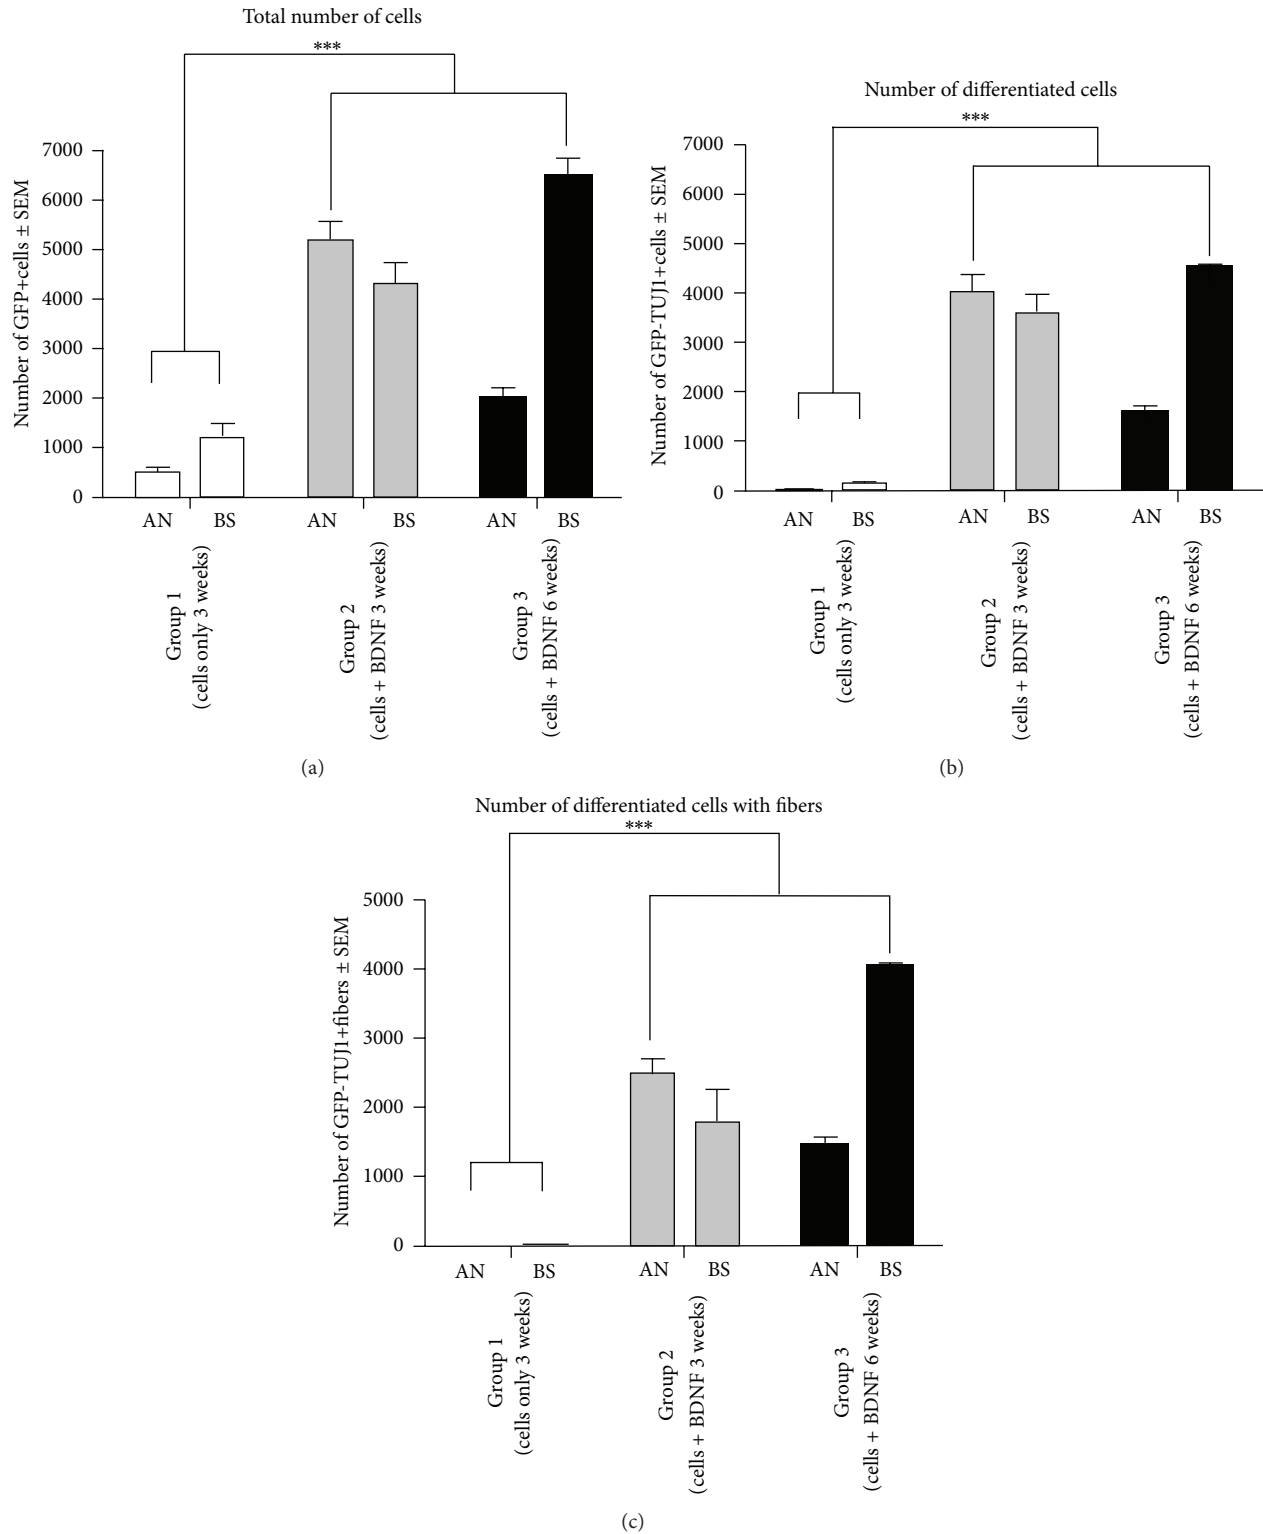 Total number of cells
***
Number of GFP+cells ± SEM
7000
6000
5000
4000
3000
2000
1000
0
AN
BS
AN
BS
AN
BS
Group 1
(cells only 3 weeks)
Group 2
(cells + BDNF 3 weeks)
Group 3
(cells + BDNF 6 weeks)
(a)
Number of differentiated cells
***
Number of GFP-TUJ1+cells ± SEM
7000
6000
5000
4000
3000
2000
1000
0
AN
BS
AN
BS
AN
BS
Group 1
(cells only 3 weeks)
Group 2
(cells + BDNF 3 weeks)
Group 3
(cells + BDNF 6 weeks)
(b)
Number of differentiated cells with fibers
***
Number of GFP-TUJ1+fibers ± SEM
5000
4000
3000
2000
1000
0
AN
BS
AN
BS
AN
BS
Group 1
(cells only 3 weeks)
Group 2
(cells + BDNF 3 weeks)
Group 3
(cells + BDNF 6 weeks)
(c)